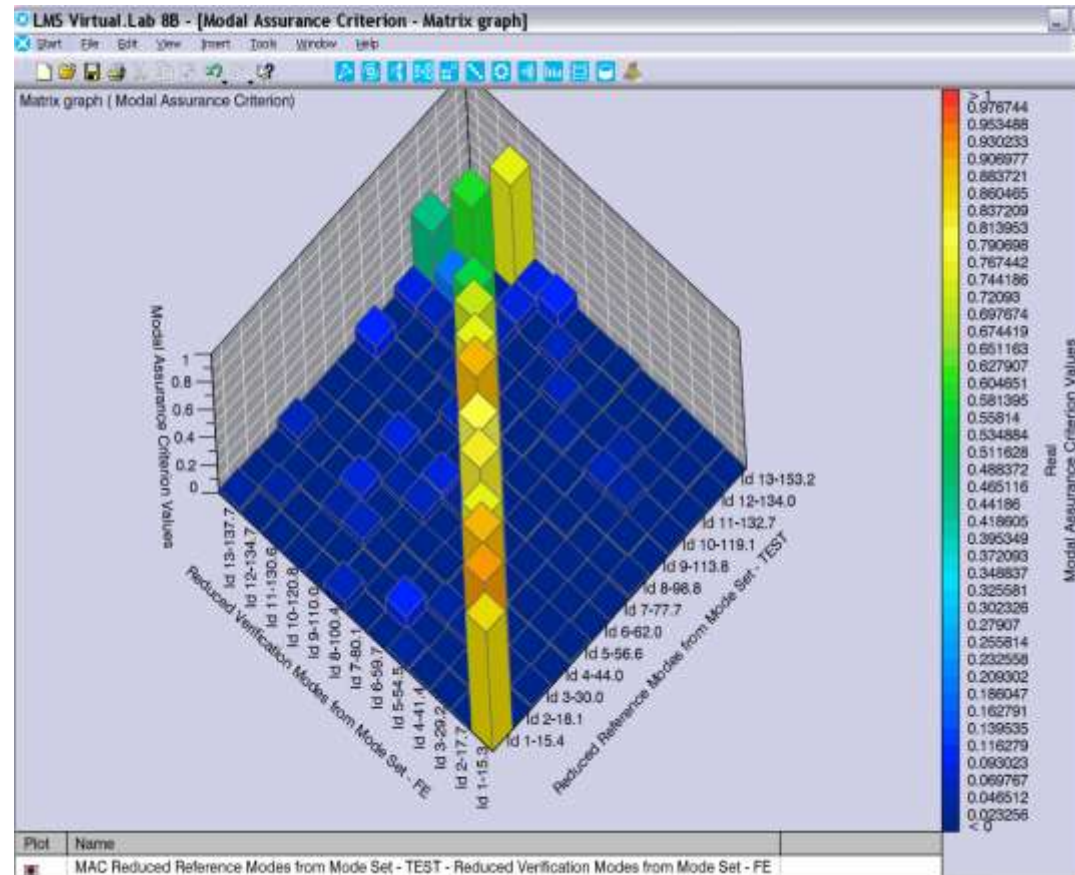 LMS Virtual.Lab 8B - [Modal Assurance Criterion - Matrix graph]
Start File Edit View Insert Tools Window Help
Matrix graph ( Modal Assurance Criterion)
> 1
0.976744
0.953488
0.930233
0.906977
0.883721
0.860465
0.837209
0.813953
0.790698
0.767442
0.744186
0.72093
0.697674
0.674419
0.651163
0.627907
0.604651
0.581395
0.55814
0.534884
0.511628
0.488372
0.465116
0.44186
0.418605
0.395349
0.372093
0.348837
0.325581
0.302326
0.27907
0.255814
0.232558
0.209302
0.186047
0.162791
0.139535
0.116279
0.093023
0.069767
0.046512
0.023256
< 0
Real
Modal Assurance Criterion Values
Modal Assurance Criterion Values
1
0.8
0.6
0.4
0.2
0
Id 13-137.7
Id 12-134.7
Id 11-130.6
Id 10-120.8
Id 9-110.0
Id 8-100.4
Id 7-80.1
Id 6-59.7
Id 5-54.5
Id 4-41.4
Id 3-29.2
Id 2-17.7
Id 1-15.3
Reduced Verification Modes from Mode Set - FE
Id 13-153.2
Id 12-134.0
Id 11-132.7
Id 10-119.1
Id 9-113.8
Id 8-98.8
Id 7-77.7
Id 6-62.0
Id 5-56.6
Id 4-44.0
Id 3-30.0
Id 2-18.1
Id 1-15.4
Reduced Reference Modes from Mode Set - TEST
Plot Name
MAC Reduced Reference Modes from Mode Set - TEST - Reduced Verification Modes from Mode Set - FE